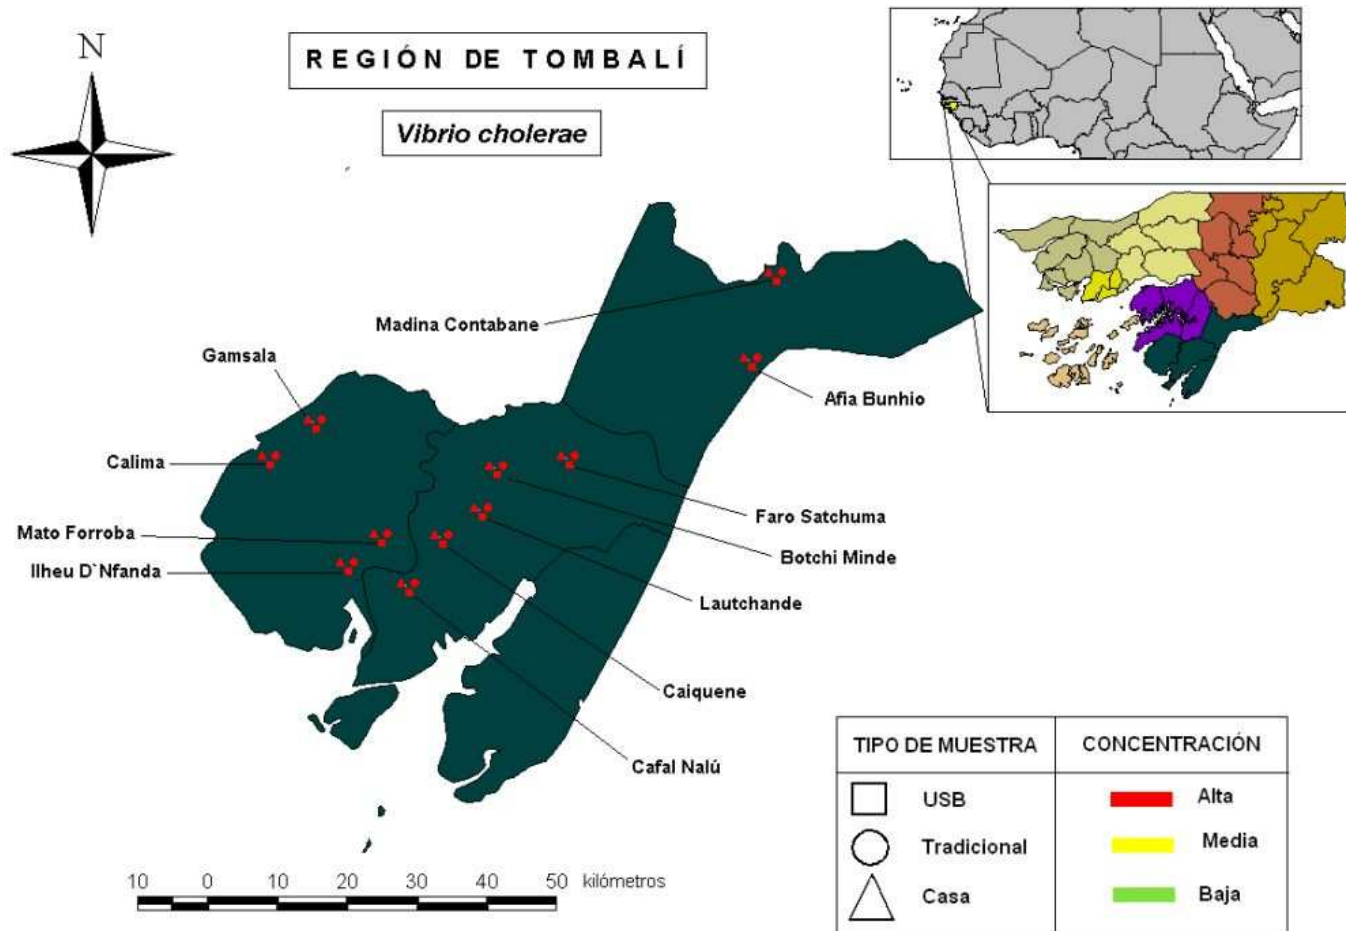 N
REGIÓN DE TOMBALÍ
Vibrio cholerae
Madina Contabane
Gamsala
Afia Bunhio
Calima
Faro Satchuma
Mato Forroba
Botchi Minde
Ilheu D`Nfanda
Lautchande
Caiquene
Cafal Nalú
TIPO DE MUESTRA CONCENTRACIÓN
USB Alta
Tradicional Media
Casa Baja
10 0 10 20 30 40 50 kilómetros